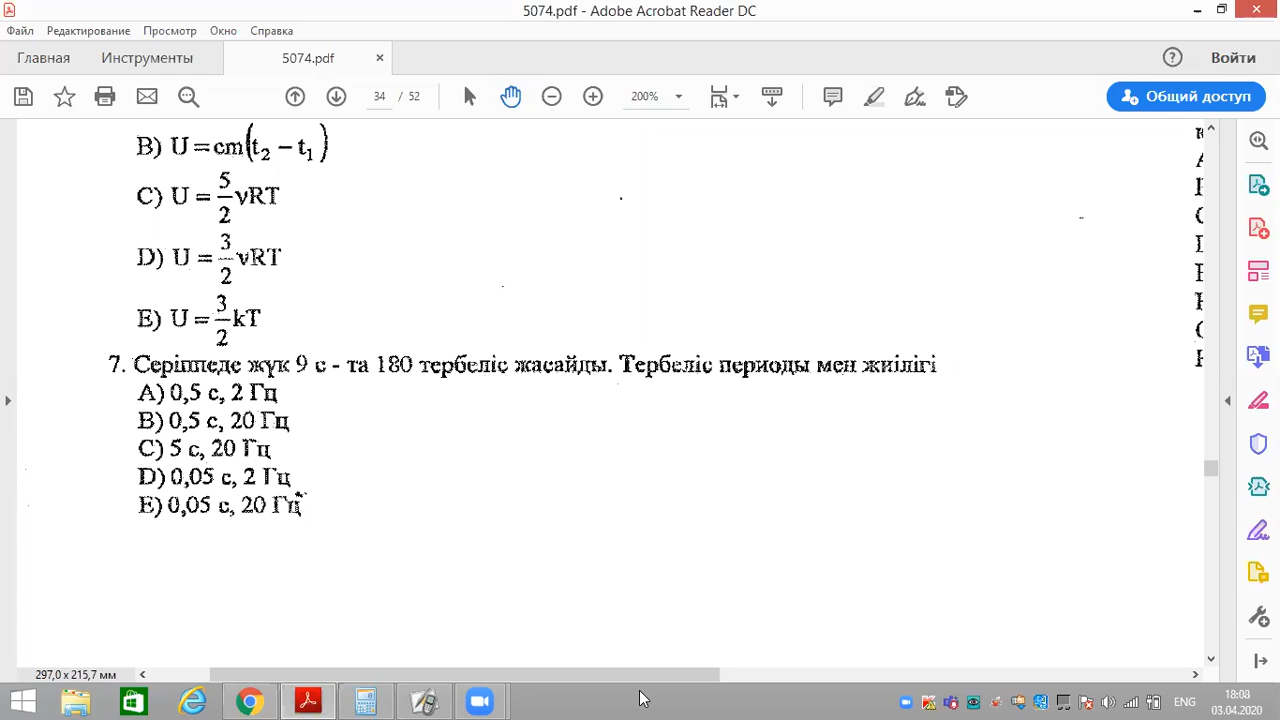 5074.pdf - Adobe Acrobat Reader DC
Файл Редактирование Просмотр Окно Справка
Главная Инструменты 5074.pdf × Войти
34 / 52 200% Общий доступ
B) U = cm(t₂ − t₁)
C) U = 5/2 νRT
D) U = 3/2 νRT
E) U = 3/2 kT
7. Серіппеде жүк 9 с - та 180 тербеліс жасайды. Тербеліс периоды мен жиілігі
A) 0,5 с, 2 Гц
B) 0,5 с, 20 Гц
C) 5 с, 20 Гц
D) 0,05 с, 2 Гц
E) 0,05 с, 20 Гц
297,0 x 215,7 мм
ENG 18:08
03.04.2020